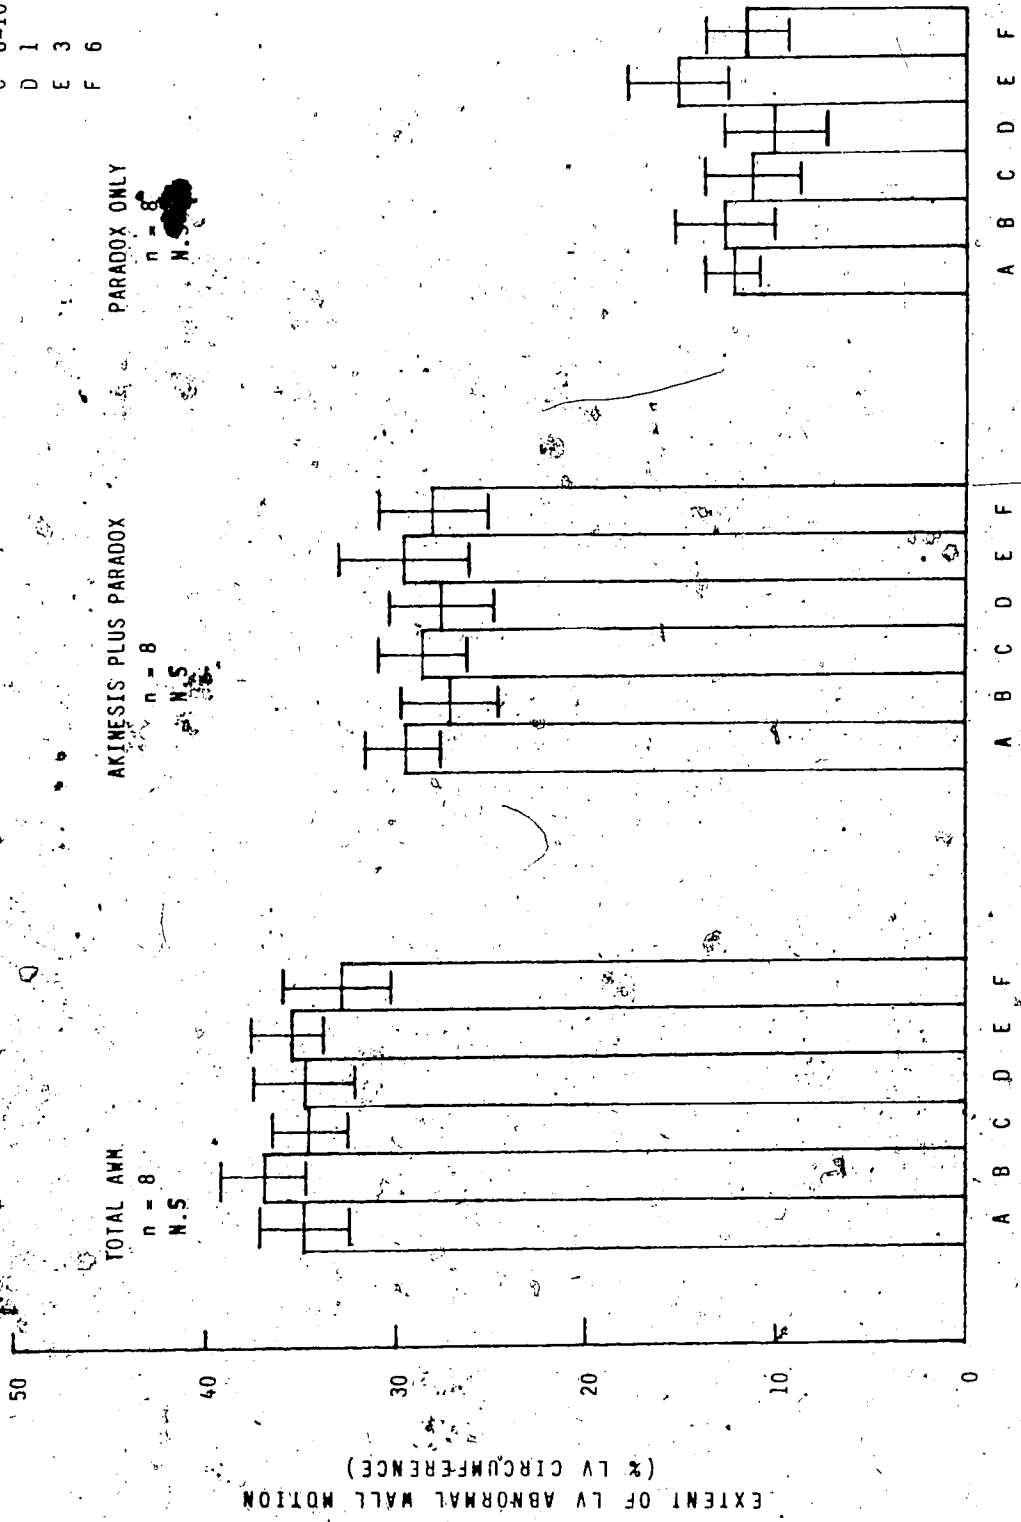 D 1
E 3
F 6
TOTAL AWM
n = 8
N.S
AKINESIS PLUS PARADOX
n = 8
N.S
PARADOX ONLY
n = 8
N.S
EXTENT OF LV ABNORMAL WALL MOTION
(% LV CIRCUMFERENCE)
50
40
30
20
10
0
A B C D E F
A B C D E F
A B C D E F